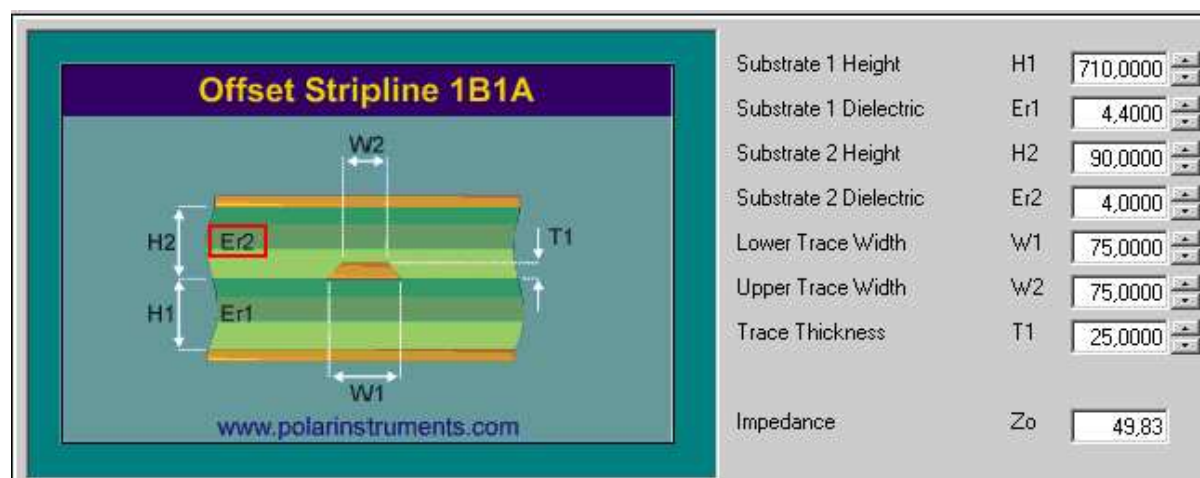 Offset Stripline 1B1A
W2
H2
Er2
T1
H1
Er1
W1
www.polarinstruments.com
Substrate 1 Height H1 710,0000
Substrate 1 Dielectric Er1 4,4000
Substrate 2 Height H2 90,0000
Substrate 2 Dielectric Er2 4,0000
Lower Trace Width W1 75,0000
Upper Trace Width W2 75,0000
Trace Thickness T1 25,0000
Impedance Zo 49,83